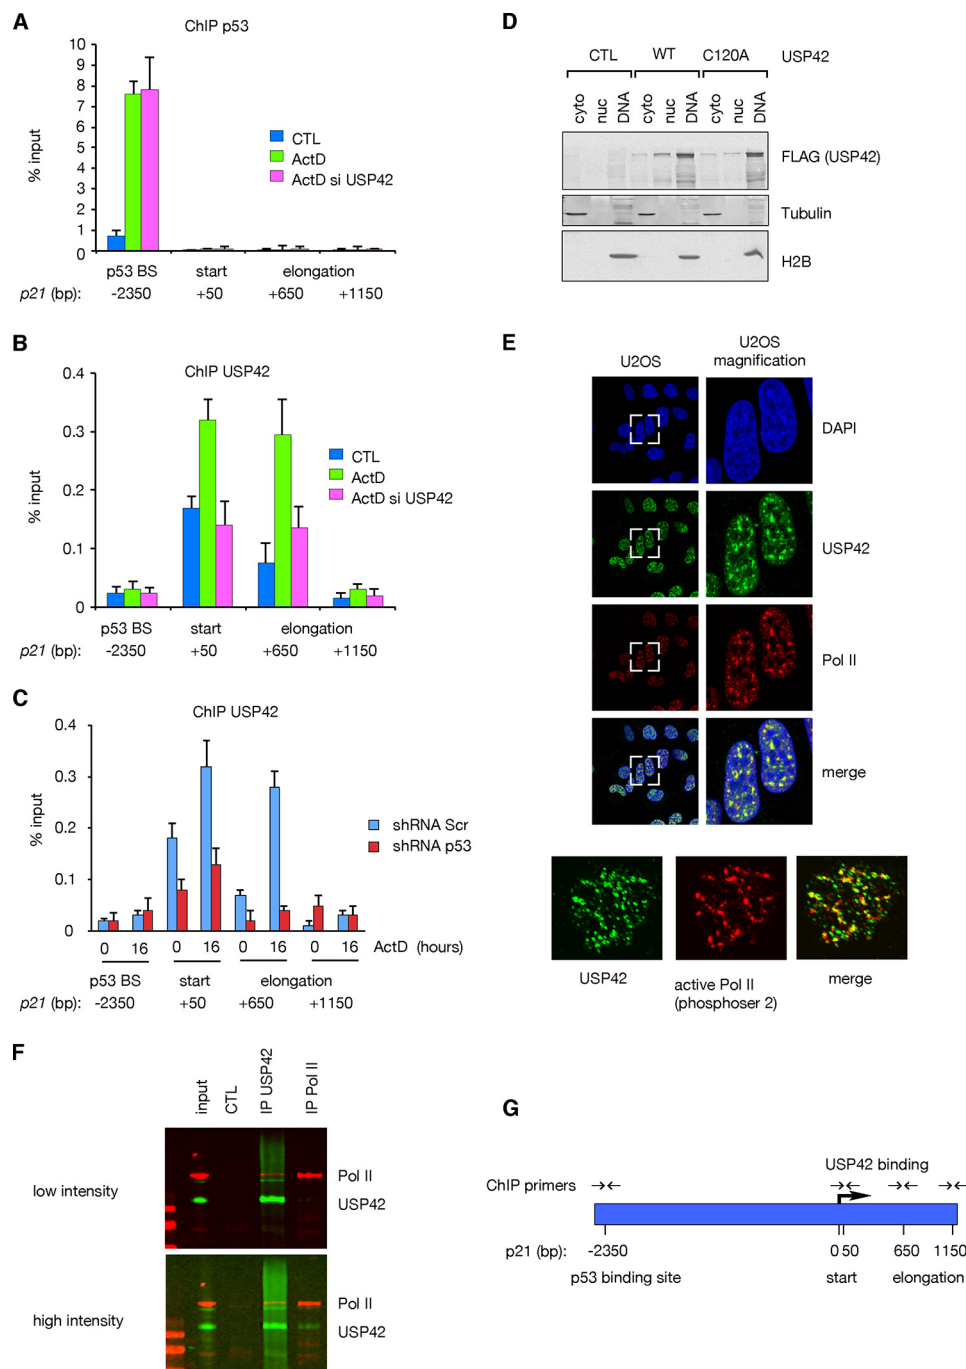 A
ChIP p53
% input
10
9
8
7
6
5
4
3
2
1
0
CTL
ActD
ActD si USP42
p53 BS start elongation
p21 (bp): -2350 +50 +650 +1150
B
ChIP USP42
% input
0.4
0.3
0.2
0.1
0
CTL
ActD
ActD si USP42
p53 BS start elongation
p21 (bp): -2350 +50 +650 +1150
C
ChIP USP42
% input
0.4
0.3
0.2
0.1
0
shRNA Scr
shRNA p53
0 16 0 16 0 16 0 16 ActD (hours)
p53 BS start elongation
p21 (bp): -2350 +50 +650 +1150
D
CTL WT C120A USP42
cyto nuc DNA cyto nuc DNA cyto nuc DNA
FLAG (USP42)
Tubulin
H2B
E
U2OS
U2OS
magnification
DAPI
USP42
Pol II
merge
USP42
active Pol II
(phosphoser 2)
merge
F
input CTL IP USP42 IP Pol II
low intensity
Pol II
USP42
high intensity
Pol II
USP42
G
USP42 binding
ChIP primers
p21 (bp): -2350 0 50 650 1150
p53 binding site start elongation